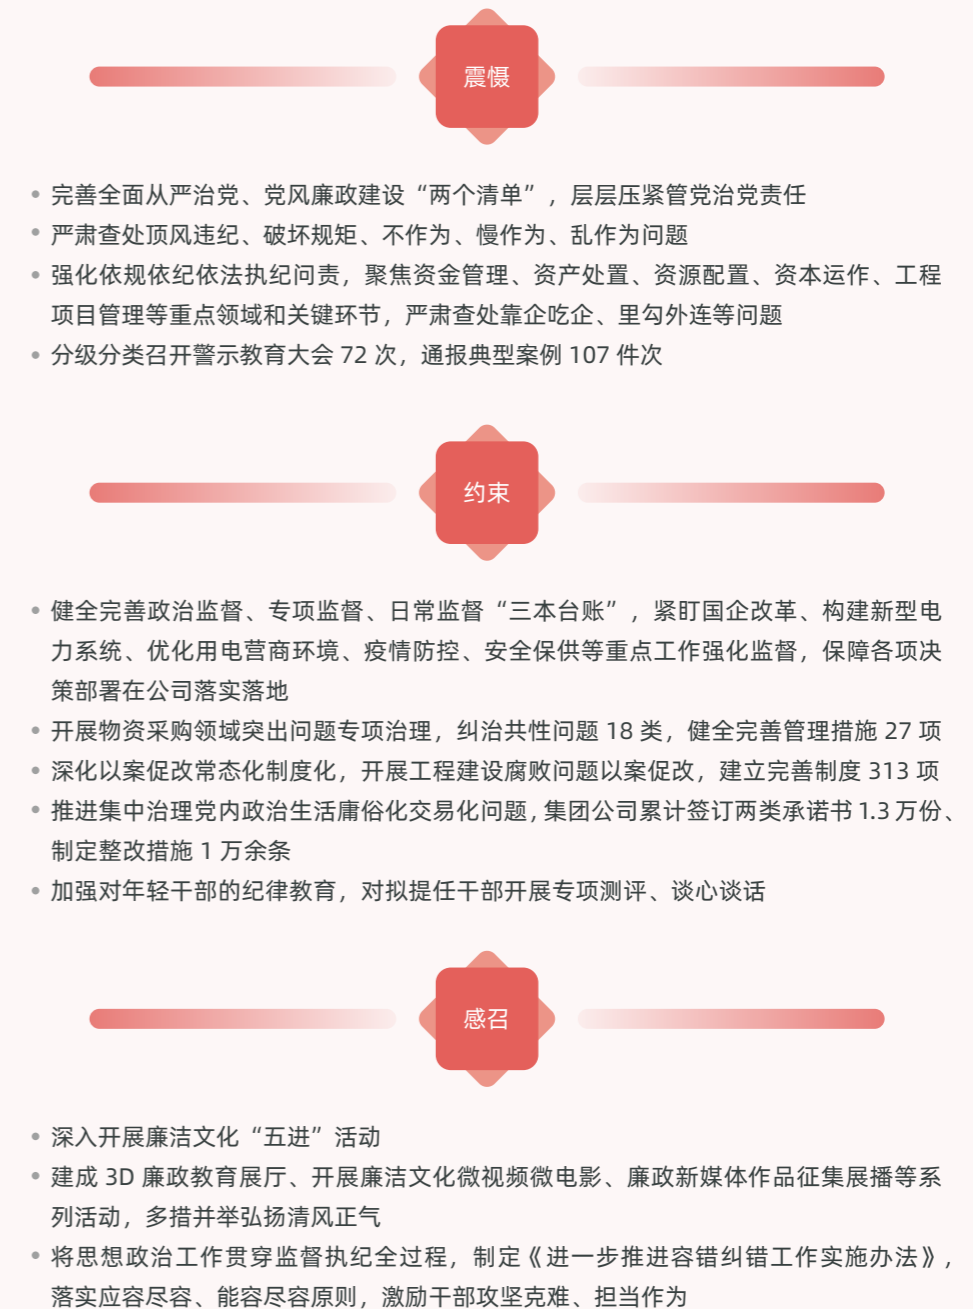 震慑
完善全面从严治党、党风廉政建设“两个清单”，层层压紧管党治党责任
严肃查处顶风违纪、破坏规矩、不作为、慢作为、乱作为问题
强化依规依纪依法执纪问责，聚焦资金管理、资产处置、资源配置、资本运作、工程
项目管理等重点领域和关键环节，严肃查处靠企吃企、里勾外连等问题
分级分类召开警示教育大会 72 次，通报典型案例 107 件次
约束
健全完善政治监督、专项监督、日常监督“三本台账”，紧盯国企改革、构建新型电
力系统、优化用电营商环境、疫情防控、安全保供等重点工作强化监督，保障各项决
策部署在公司落实落地
开展物资采购领域突出问题专项治理，纠治共性问题 18 类，健全完善管理措施 27 项
深化以案促改常态化制度化，开展工程建设腐败问题以案促改，建立完善制度 313 项
推进集中治理党内政治生活庸俗化交易化问题，集团公司累计签订两类承诺书 1.3 万份、
制定整改措施 1 万余条
加强对年轻干部的纪律教育，对拟提任干部开展专项测评、谈心谈话
感召
深入开展廉洁文化“五进”活动
建成 3D 廉政教育展厅、开展廉洁文化微视频微电影、廉政新媒体作品征集展播等系
列活动，多措并举弘扬清风正气
将思想政治工作贯穿监督执纪全过程，制定《进一步推进容错纠错工作实施办法》，
落实应容尽容、能容尽容原则，激励干部攻坚克难、担当作为